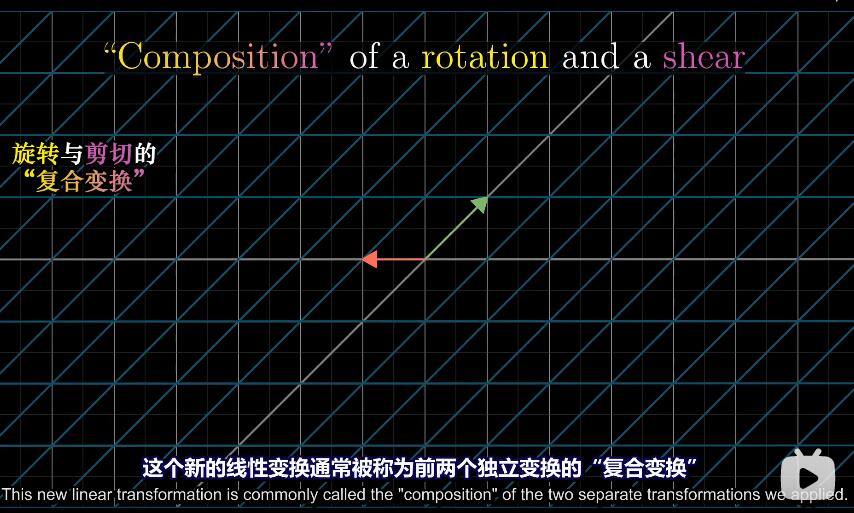 “Composition” of a rotation and a shear
旋转与剪切的
“复合变换”
这个新的线性变换通常被称为前两个独立变换的“复合变换”
This new linear transformation is commonly called the "composition" of the two separate transformations we applied.